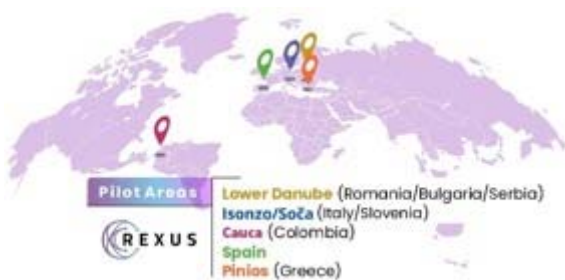 Pilot Areas
REXUS
Lower Danube (Romania/Bulgaria/Serbia)
Isonzo/Soča (Italy/Slovenia)
Cauca (Colombia)
Spain
Pinios (Greece)